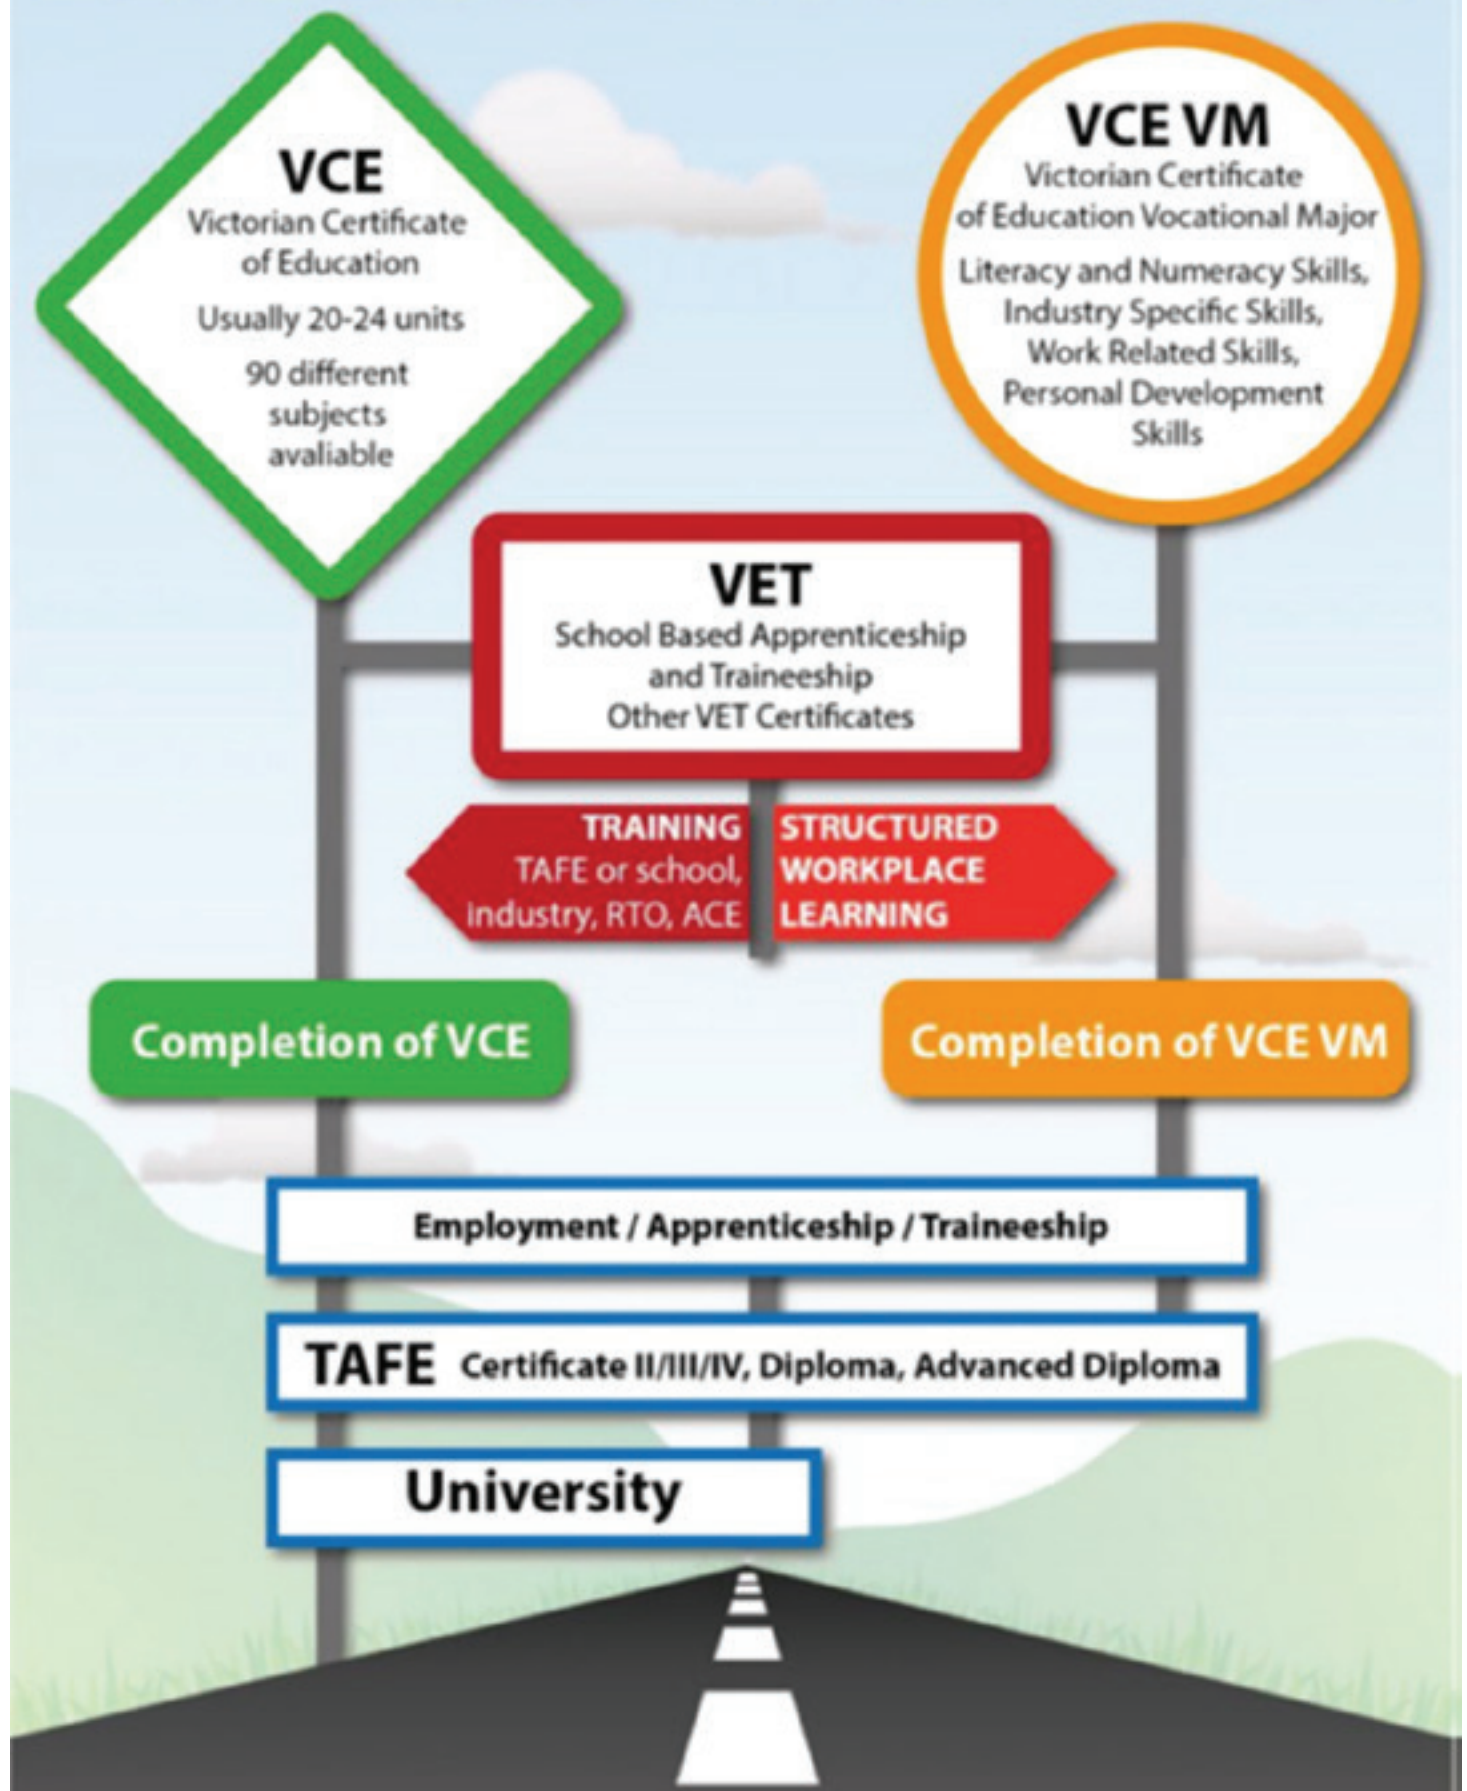 VCE
Victorian Certificate
of Education
Usually 20-24 units
90 different
subjects
avaliable
VCE VM
Victorian Certificate
of Education Vocational Major
Literacy and Numeracy Skills,
Industry Specific Skills,
Work Related Skills,
Personal Development
Skills
VET
School Based Apprenticeship
and Traineeship
Other VET Certificates
TRAINING
TAFE or school,
industry, RTO, ACE
STRUCTURED
WORKPLACE
LEARNING
Completion of VCE
Completion of VCE VM
Employment / Apprenticeship / Traineeship
TAFE Certificate II/III/IV, Diploma, Advanced Diploma
University